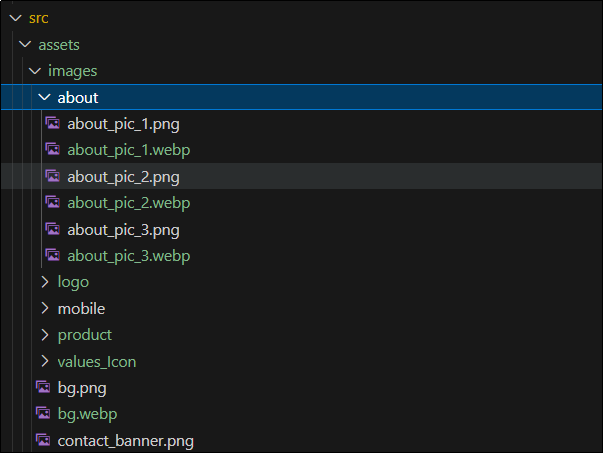 src
assets
images
about
about_pic_1.png
about_pic_1.webp
about_pic_2.png
about_pic_2.webp
about_pic_3.png
about_pic_3.webp
logo
mobile
product
values_Icon
bg.png
bg.webp
contact_banner.png